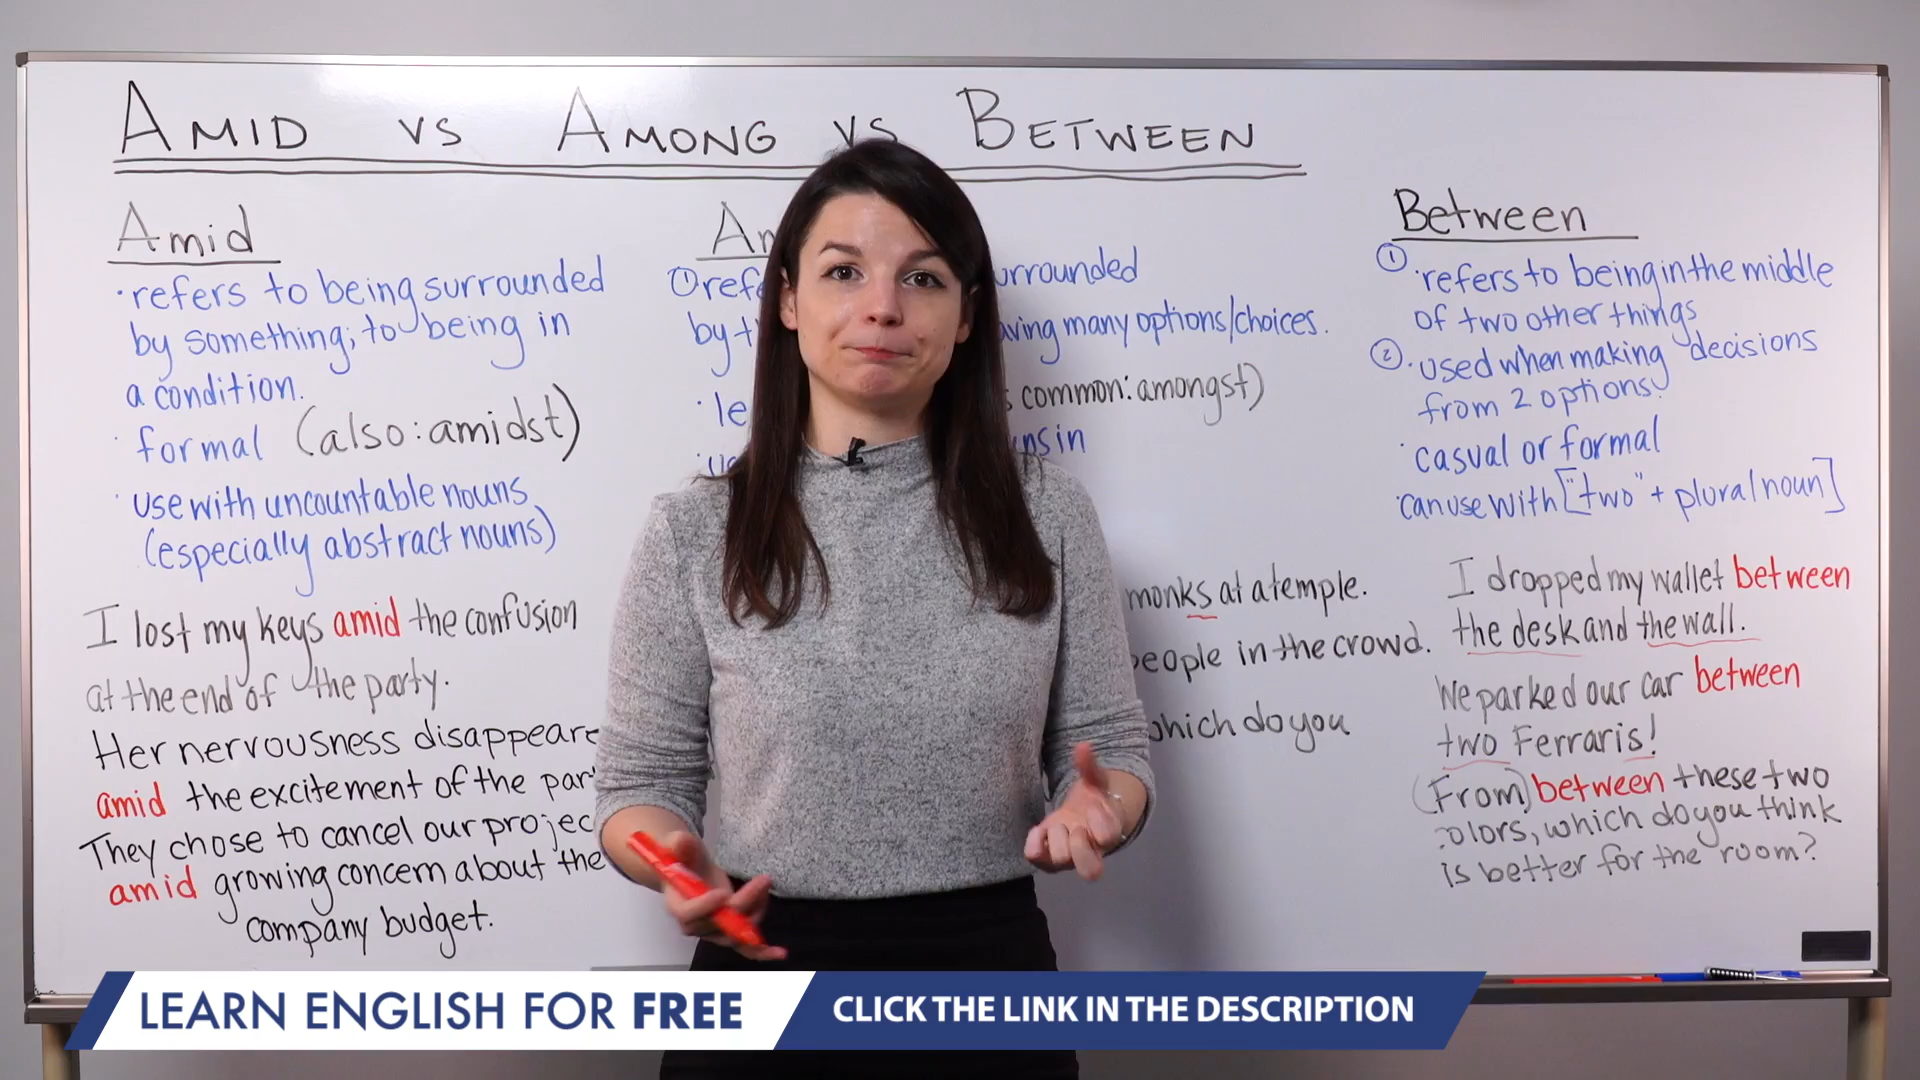 AMID VS AMONG VS BETWEEN
Amid
· refers to being surrounded
by something; to being in
a condition.
· formal (also: amidst)
· use with uncountable nouns
(especially abstract nouns)
I lost my keys amid the confusion
at the end of the party.
Her nervousness
amid the excitement of the
They chose to cancel our
amid growing concern about the
company budget.
①
many options/choices.
common: amongst)
in
monks at a temple.
people in the crowd.
which do you
Between
① · refers to being in the middle
of two other things
② · used when making decisions
from 2 options.
· casual or formal
· can use with ["two" + plural noun]
I dropped my wallet between
the desk and the wall.
We parked our car between
two Ferraris!
(From) between these two
colors, which do you think
is better for the room?
LEARN ENGLISH FOR FREE
CLICK THE LINK IN THE DESCRIPTION